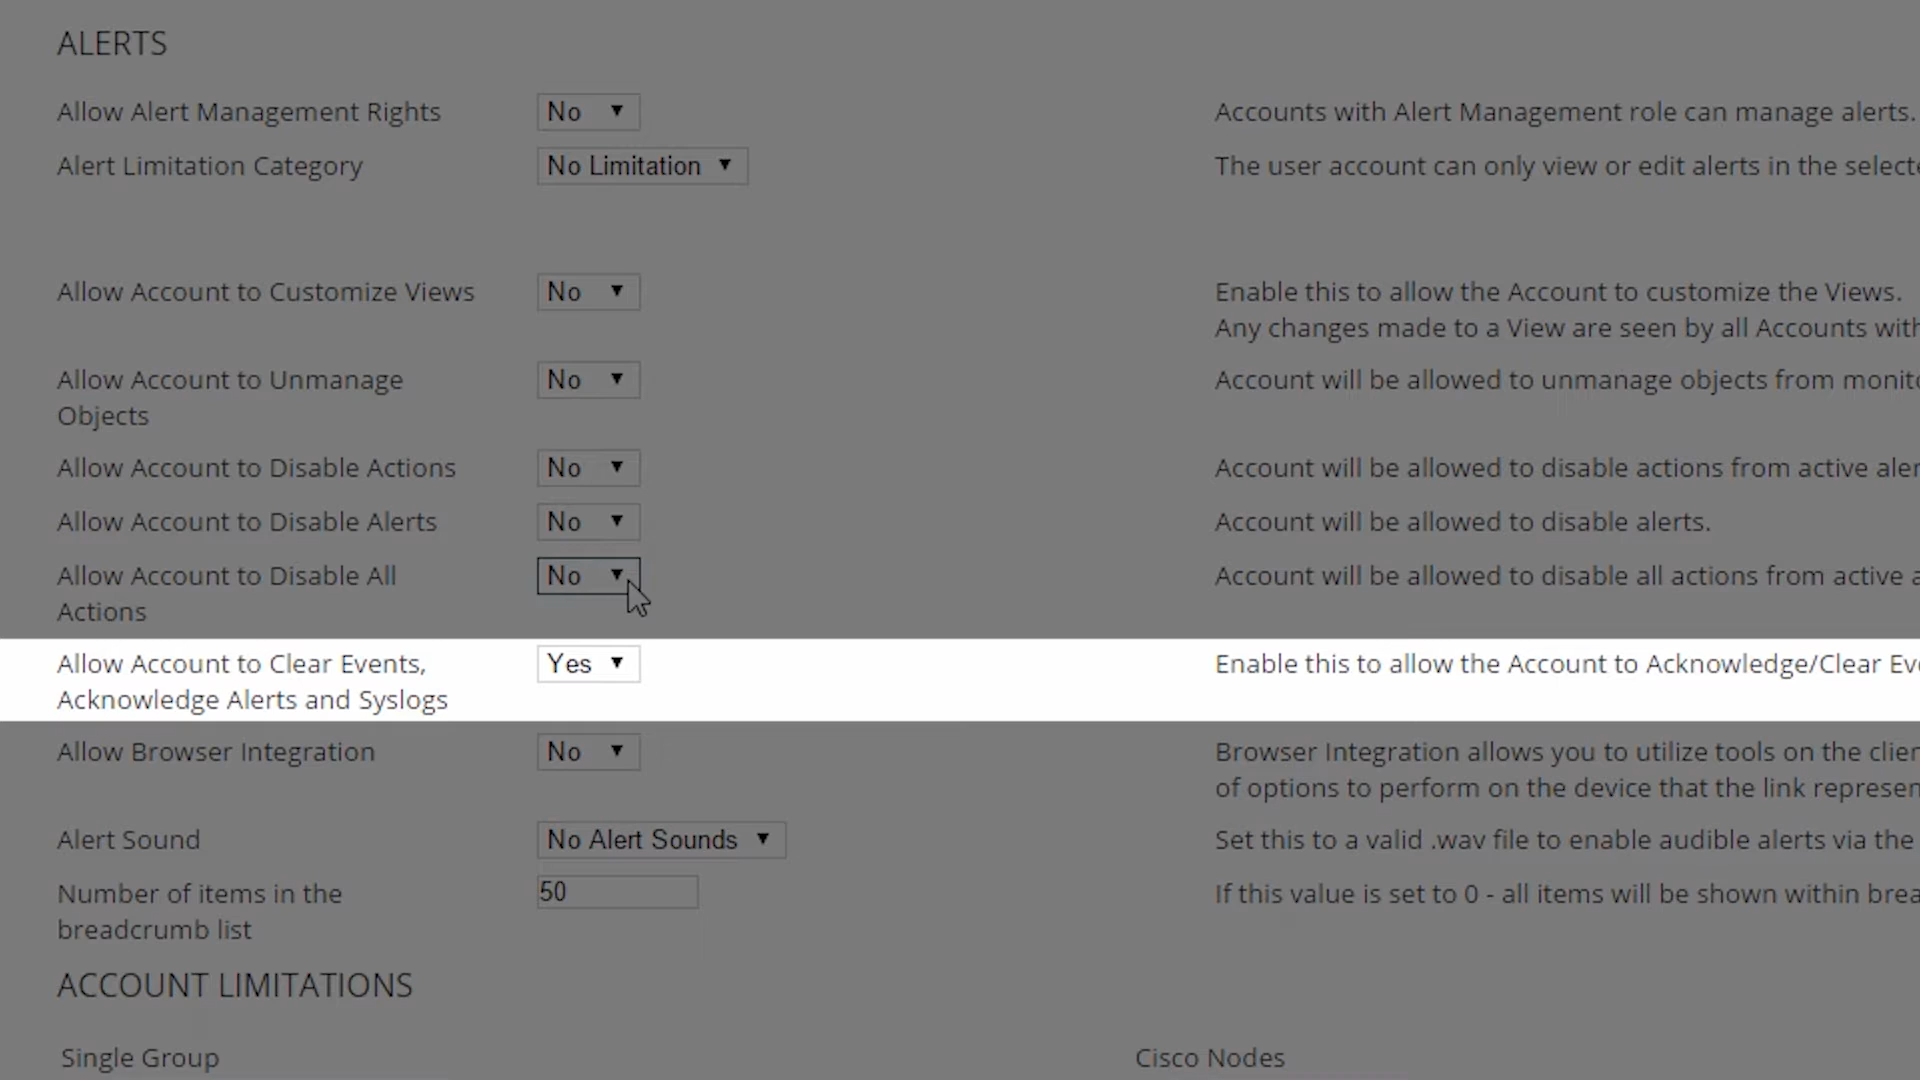 ALERTS
Allow Alert Management Rights No Accounts with Alert Management role can manage alerts.
Alert Limitation Category No Limitation The user account can only view or edit alerts in the
Allow Account to Customize Views No Enable this to allow the Account to customize the Views.
Any changes made to a View are seen by all Accounts
Allow Account to Unmanage No Account will be allowed to unmanage objects from
Objects
Allow Account to Disable Actions No Account will be allowed to disable actions from active
Allow Account to Disable Alerts No Account will be allowed to disable alerts.
Allow Account to Disable All No Account will be allowed to disable all actions from active
Actions
Allow Account to Clear Events, Yes Enable this to allow the Account to Acknowledge/Clear
Acknowledge Alerts and Syslogs
Allow Browser Integration No Browser Integration allows you to utilize tools on the
of options to perform on the device that the link
Alert Sound No Alert Sounds Set this to a valid .wav file to enable audible alerts via the
Number of items in the 50 If this value is set to 0 - all items will be shown within
breadcrumb list
ACCOUNT LIMITATIONS
Single Group Cisco Nodes